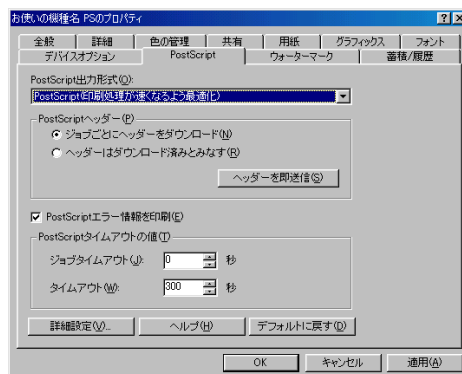 お使いの機種名 PSのプロパティ
全般 詳細 色の管理 共有 用紙 グラフィックス フォント
デバイスオプション PostScript ウォーターマーク 蓄積/履歴
PostScript出力形式(O):
PostScript(印刷処理が速くなるよう最適化)
PostScriptヘッダー(P)
ジョブごとにヘッダーをダウンロード(N)
ヘッダーはダウンロード済みとみなす(R)
ヘッダーを即送信(S)
PostScriptエラー情報を印刷(E)
PostScriptタイムアウトの値(T)
ジョブタイムアウト(J): 0 秒
タイムアウト(W): 300 秒
詳細設定(V)... ヘルプ(H) デフォルトに戻す(D)
OK キャンセル 適用(A)